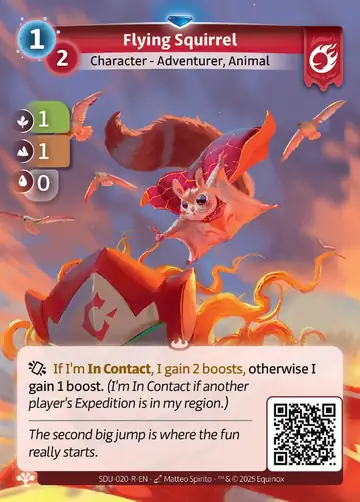 1
Flying Squirrel
2
Character - Adventurer, Animal
1
1
0
If I'm In Contact, I gain 2 boosts, otherwise I
gain 1 boost. (I'm In Contact if another
player's Expedition is in my region.)
The second big jump is where the fun
really starts.
SDU-020-R-EN - Matteo Spirito - ™ & © 2025 Equinox